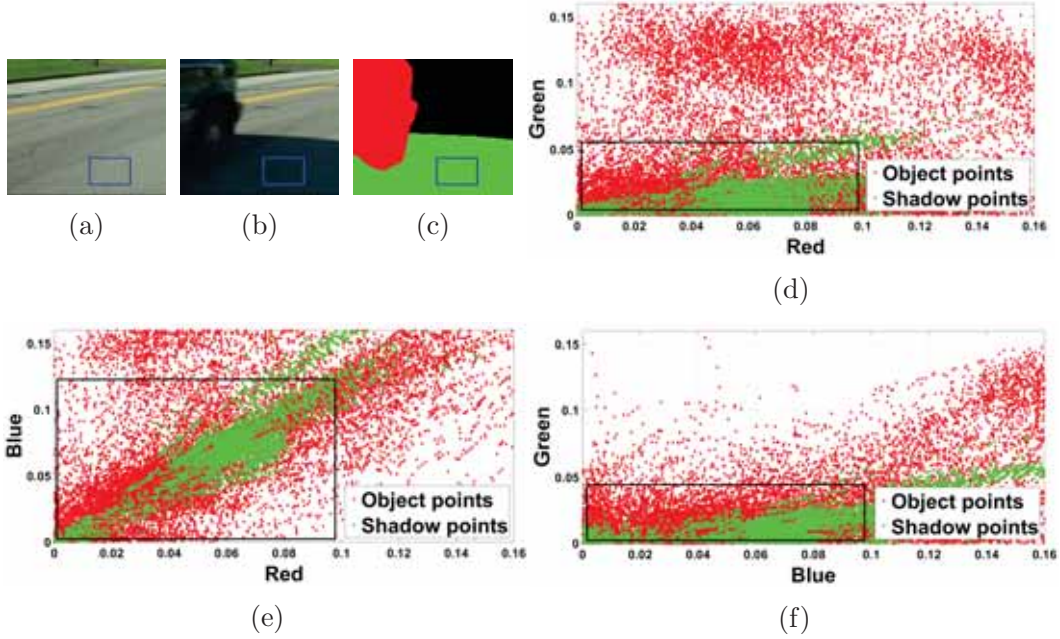 (a)
(b)
(c)
Green
0.15
0.1
0.05
0
Object points
Shadow points
0 0.02 0.04 0.06 0.08 0.1 0.12 0.14 0.16
Red
(d)
Blue
0.15
0.1
0.05
0
Object points
Shadow points
0 0.02 0.04 0.06 0.08 0.1 0.12 0.14 0.16
Red
(e)
Green
0.15
0.1
0.05
0
Object points
Shadow points
0 0.02 0.04 0.06 0.08 0.1 0.12 0.14 0.16
Blue
(f)